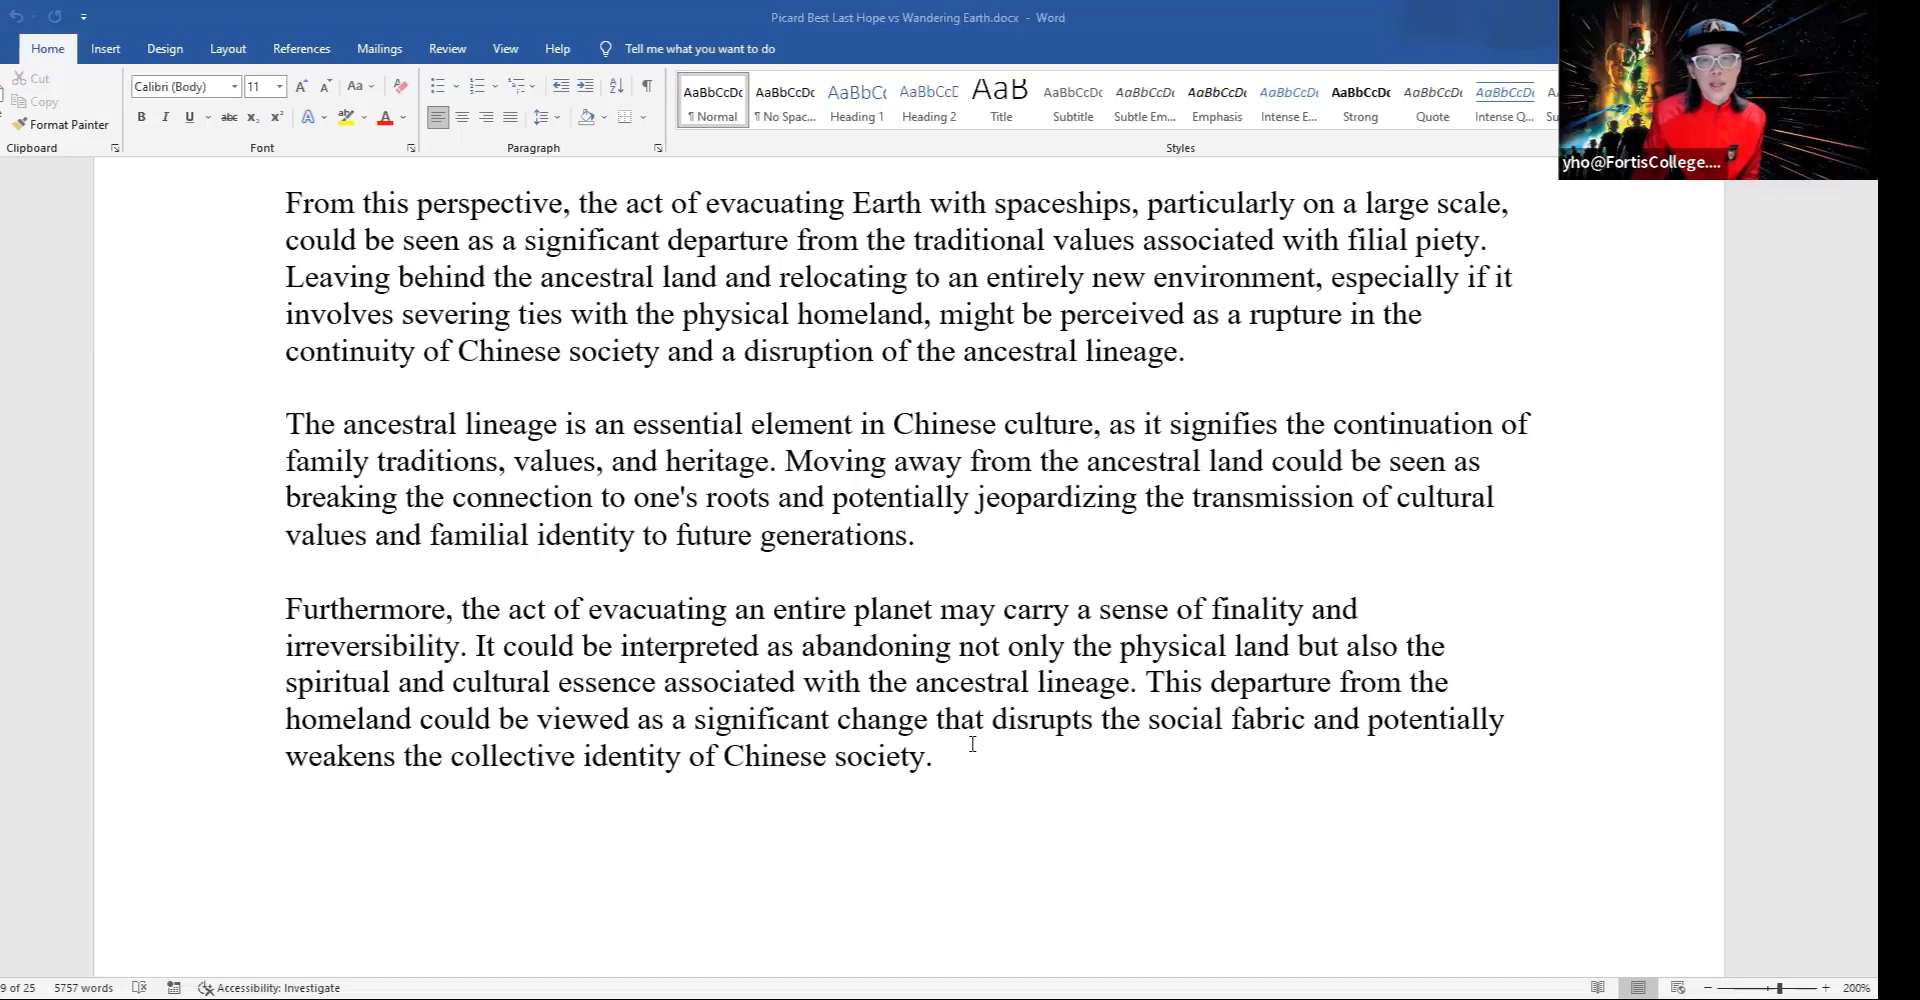 Picard Best Last Hope vs Wandering Earth.docx - Word
Home Insert Design Layout References Mailings Review View Help Tell me what you want to do
Cut
Copy
Format Painter
Clipboard
Calibri (Body) 11
Font
Paragraph
AaBbCcDc AaBbCcDc AaBbCc AaBbCcD AaB AaBbCcDc AaBbCcDc AaBbCcDc AaBbCcDc AaBbCcDc AaBbCcDc AaBbCcDc
¶ Normal ¶ No Spac... Heading 1 Heading 2 Title Subtitle Subtle Em... Emphasis Intense E... Strong Quote Intense Q...
Styles
yho@FortisCollege....
From this perspective, the act of evacuating Earth with spaceships, particularly on a large scale,
could be seen as a significant departure from the traditional values associated with filial piety.
Leaving behind the ancestral land and relocating to an entirely new environment, especially if it
involves severing ties with the physical homeland, might be perceived as a rupture in the
continuity of Chinese society and a disruption of the ancestral lineage.
The ancestral lineage is an essential element in Chinese culture, as it signifies the continuation of
family traditions, values, and heritage. Moving away from the ancestral land could be seen as
breaking the connection to one's roots and potentially jeopardizing the transmission of cultural
values and familial identity to future generations.
Furthermore, the act of evacuating an entire planet may carry a sense of finality and
irreversibility. It could be interpreted as abandoning not only the physical land but also the
spiritual and cultural essence associated with the ancestral lineage. This departure from the
homeland could be viewed as a significant change that disrupts the social fabric and potentially
weakens the collective identity of Chinese society.
9 of 25 5757 words Accessibility: Investigate 200%